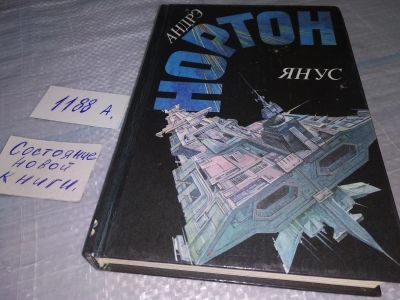 АНДРЭ
НОРТОН
ЯНУС
1188 А.
Состояние
новой
книги.